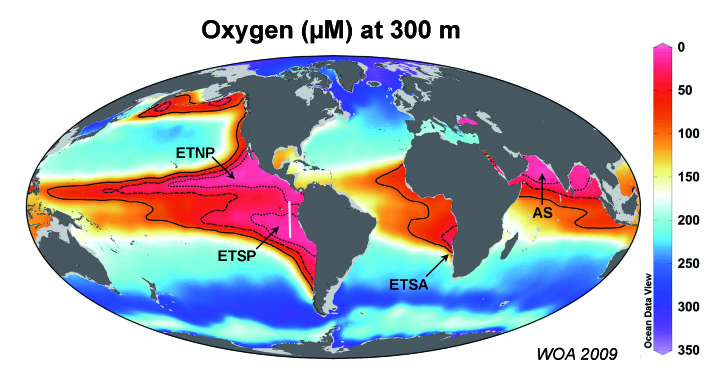 Oxygen (µM) at 300 m
ETNP
ETSP
ETSA
AS
0
50
100
150
200
250
300
350
Ocean Data View
WOA 2009